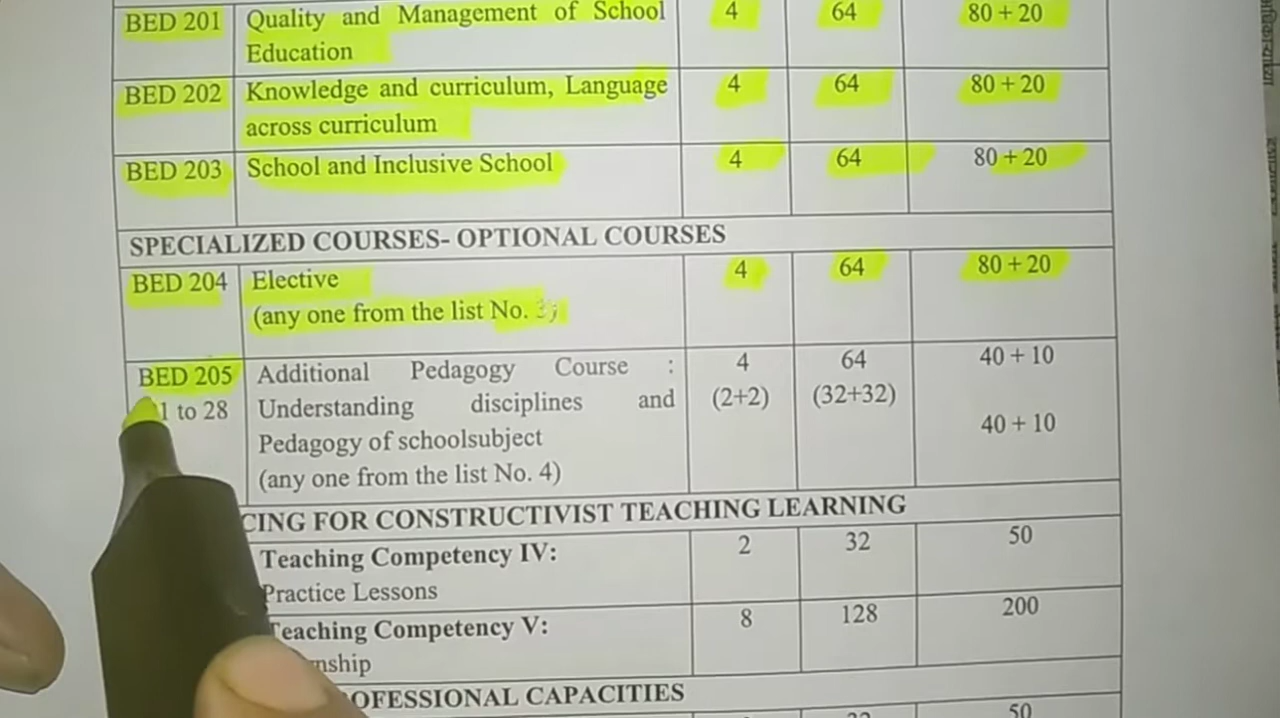 BED 201 Quality and Management of School 4 64 80 + 20
Education
BED 202 Knowledge and curriculum, Language 4 64 80 + 20
across curriculum
BED 203 School and Inclusive School 4 64 80 + 20
SPECIALIZED COURSES- OPTIONAL COURSES
BED 204 Elective 4 64 80 + 20
(any one from the list No.
BED 205 Additional Pedagogy Course : 4 64 40 + 10
1 to 28 Understanding disciplines and (2+2) (32+32)
Pedagogy of schoolsubject 40 + 10
(any one from the list No. 4)
CING FOR CONSTRUCTIVIST TEACHING LEARNING
Teaching Competency IV: 2 32 50
Practice Lessons
Teaching Competency V: 8 128 200
nship
OFESSIONAL CAPACITIES
50